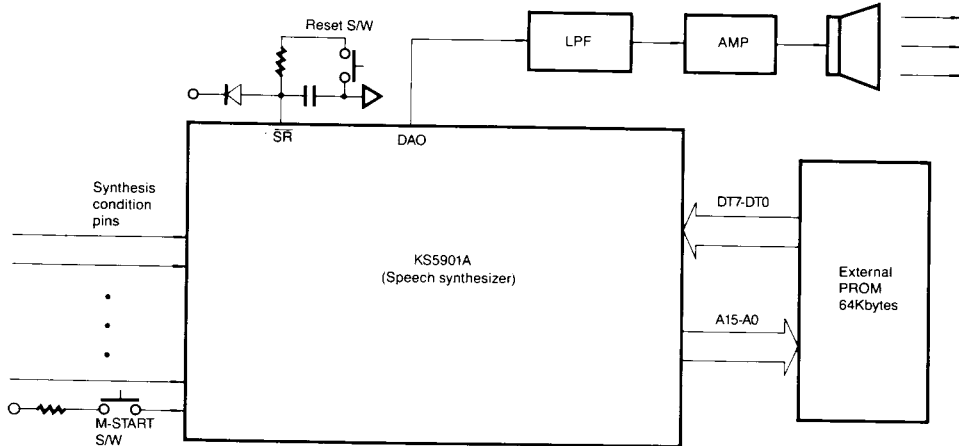 Reset S/W
LPF
AMP
SR
DAO
Synthesis
condition
pins
DT7-DT0
KS5901A
(Speech synthesizer)
External
PROM
64Kbytes
A15-A0
M-START
S/W